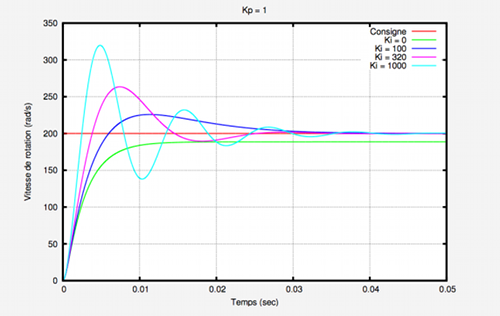 Kp = 1
Consigne
Ki = 0
Ki = 100
Ki = 320
Ki = 1000
Vitesse de rotation (rad/s)
350
300
250
200
150
100
50
0
0 0.01 0.02 0.03 0.04 0.05
Temps (sec)